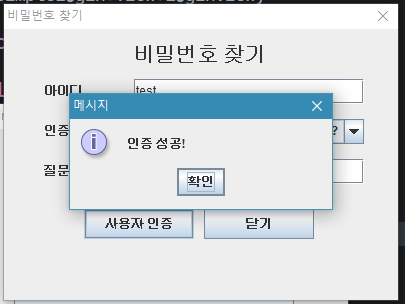 비밀번호 찾기
비밀번호 찾기
아이디
test
메시지
인증
?
인증 성공!
질문
확인
사용자 인증
닫기